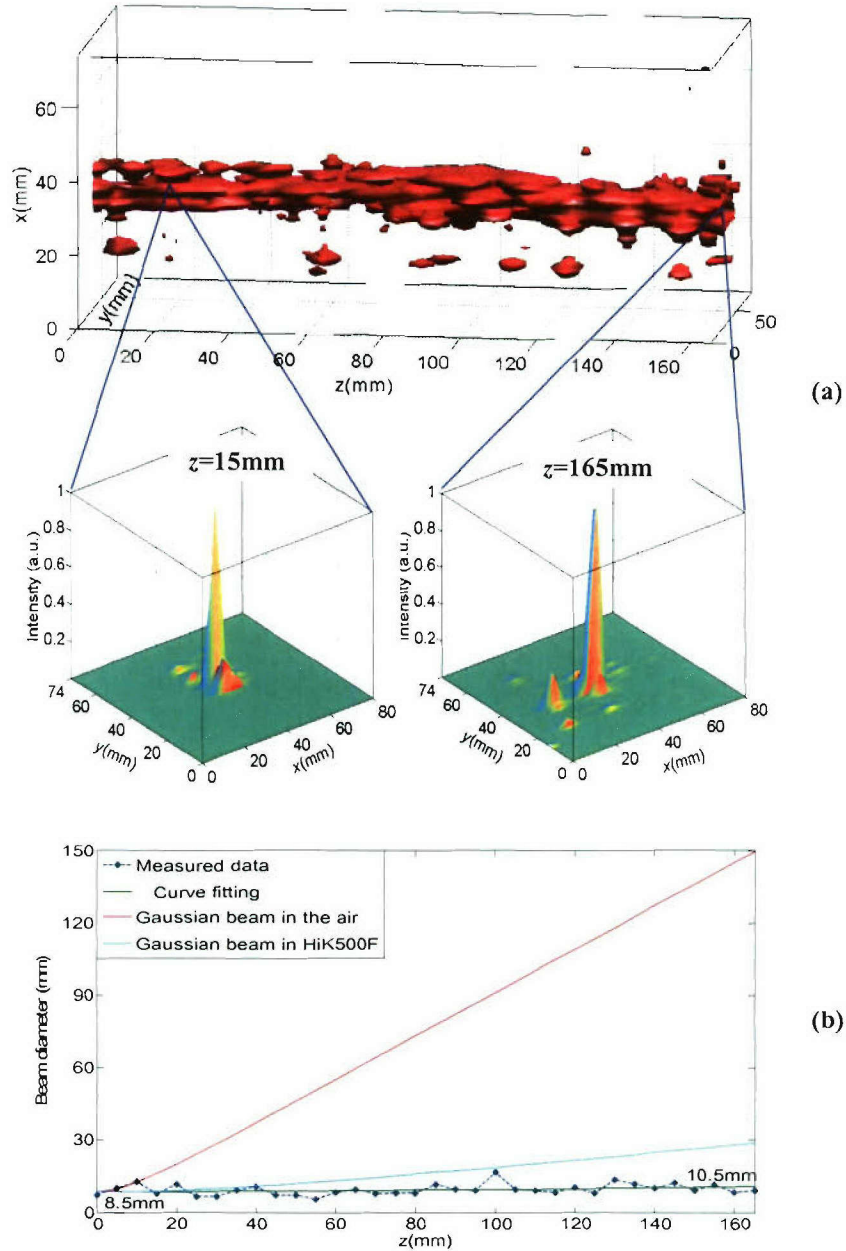 x(mm)
60
40
20
0
y(mm)
0
20
40
60
80
100
120
140
160
z(mm)
0
50
(a)
z=15mm
Intensity (a.u.)
1
0.8
0.6
0.4
0.2
74
60
40
20
0
y(mm)
0
20
40
60
80
x(mm)
z=165mm
Intensity (a.u.)
1
0.8
0.6
0.4
0.2
74
60
40
20
0
y(mm)
0
20
40
60
80
x(mm)
150
120
90
60
30
0
Beam diameter (mm)
Measured data
Curve fitting
Gaussian beam in the air
Gaussian beam in HiK500F
8.5mm
10.5mm
0
20
40
60
80
100
120
140
160
z(mm)
(b)